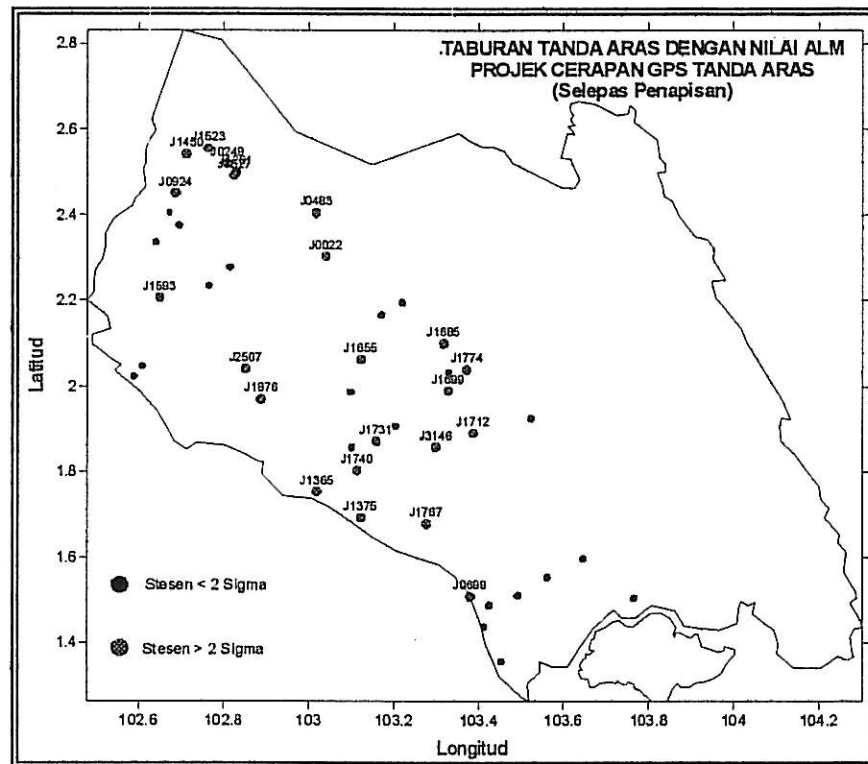 .TABURAN TANDA ARAS DENGAN NILAI ALM
PROJEK CERAPAN GPS TANDA ARAS
(Selepas Penapisan)
2.8
2.6
2.4
2.2
2
1.8
1.6
1.4
Latitud
J1523
J1450
J0249
J0924
J0483
J0022
J1593
J1685
J1655
J1774
J2507
J1699
J1976
J1712
J1731
J3146
J1740
J1365
J1375
J1767
J0699
Stesen < 2 Sigma
Stesen > 2 Sigma
102.6 102.8 103 103.2 103.4 103.6 103.8 104 104.2
Longitud